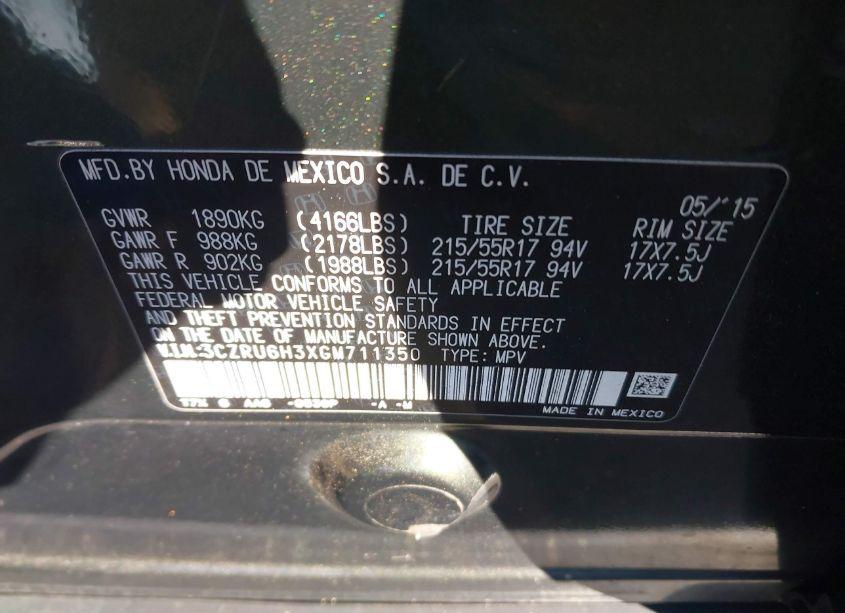 MFD.BY HONDA DE MEXICO S.A. DE C.V.
05/'15
GVWR 1890KG (4166LBS) TIRE SIZE RIM SIZE
GAWR F 988KG (2178LBS) 215/55R17 94V 17X7.5J
GAWR R 902KG (1988LBS) 215/55R17 94V 17X7.5J
THIS VEHICLE CONFORMS TO ALL APPLICABLE
FEDERAL MOTOR VEHICLE SAFETY
AND THEFT PREVENTION STANDARDS IN EFFECT
ON THE DATE OF MANUFACTURE SHOWN ABOVE.
3CZRU6H3XGM711350 TYPE: MPV
-A -M
MADE IN MEXICO